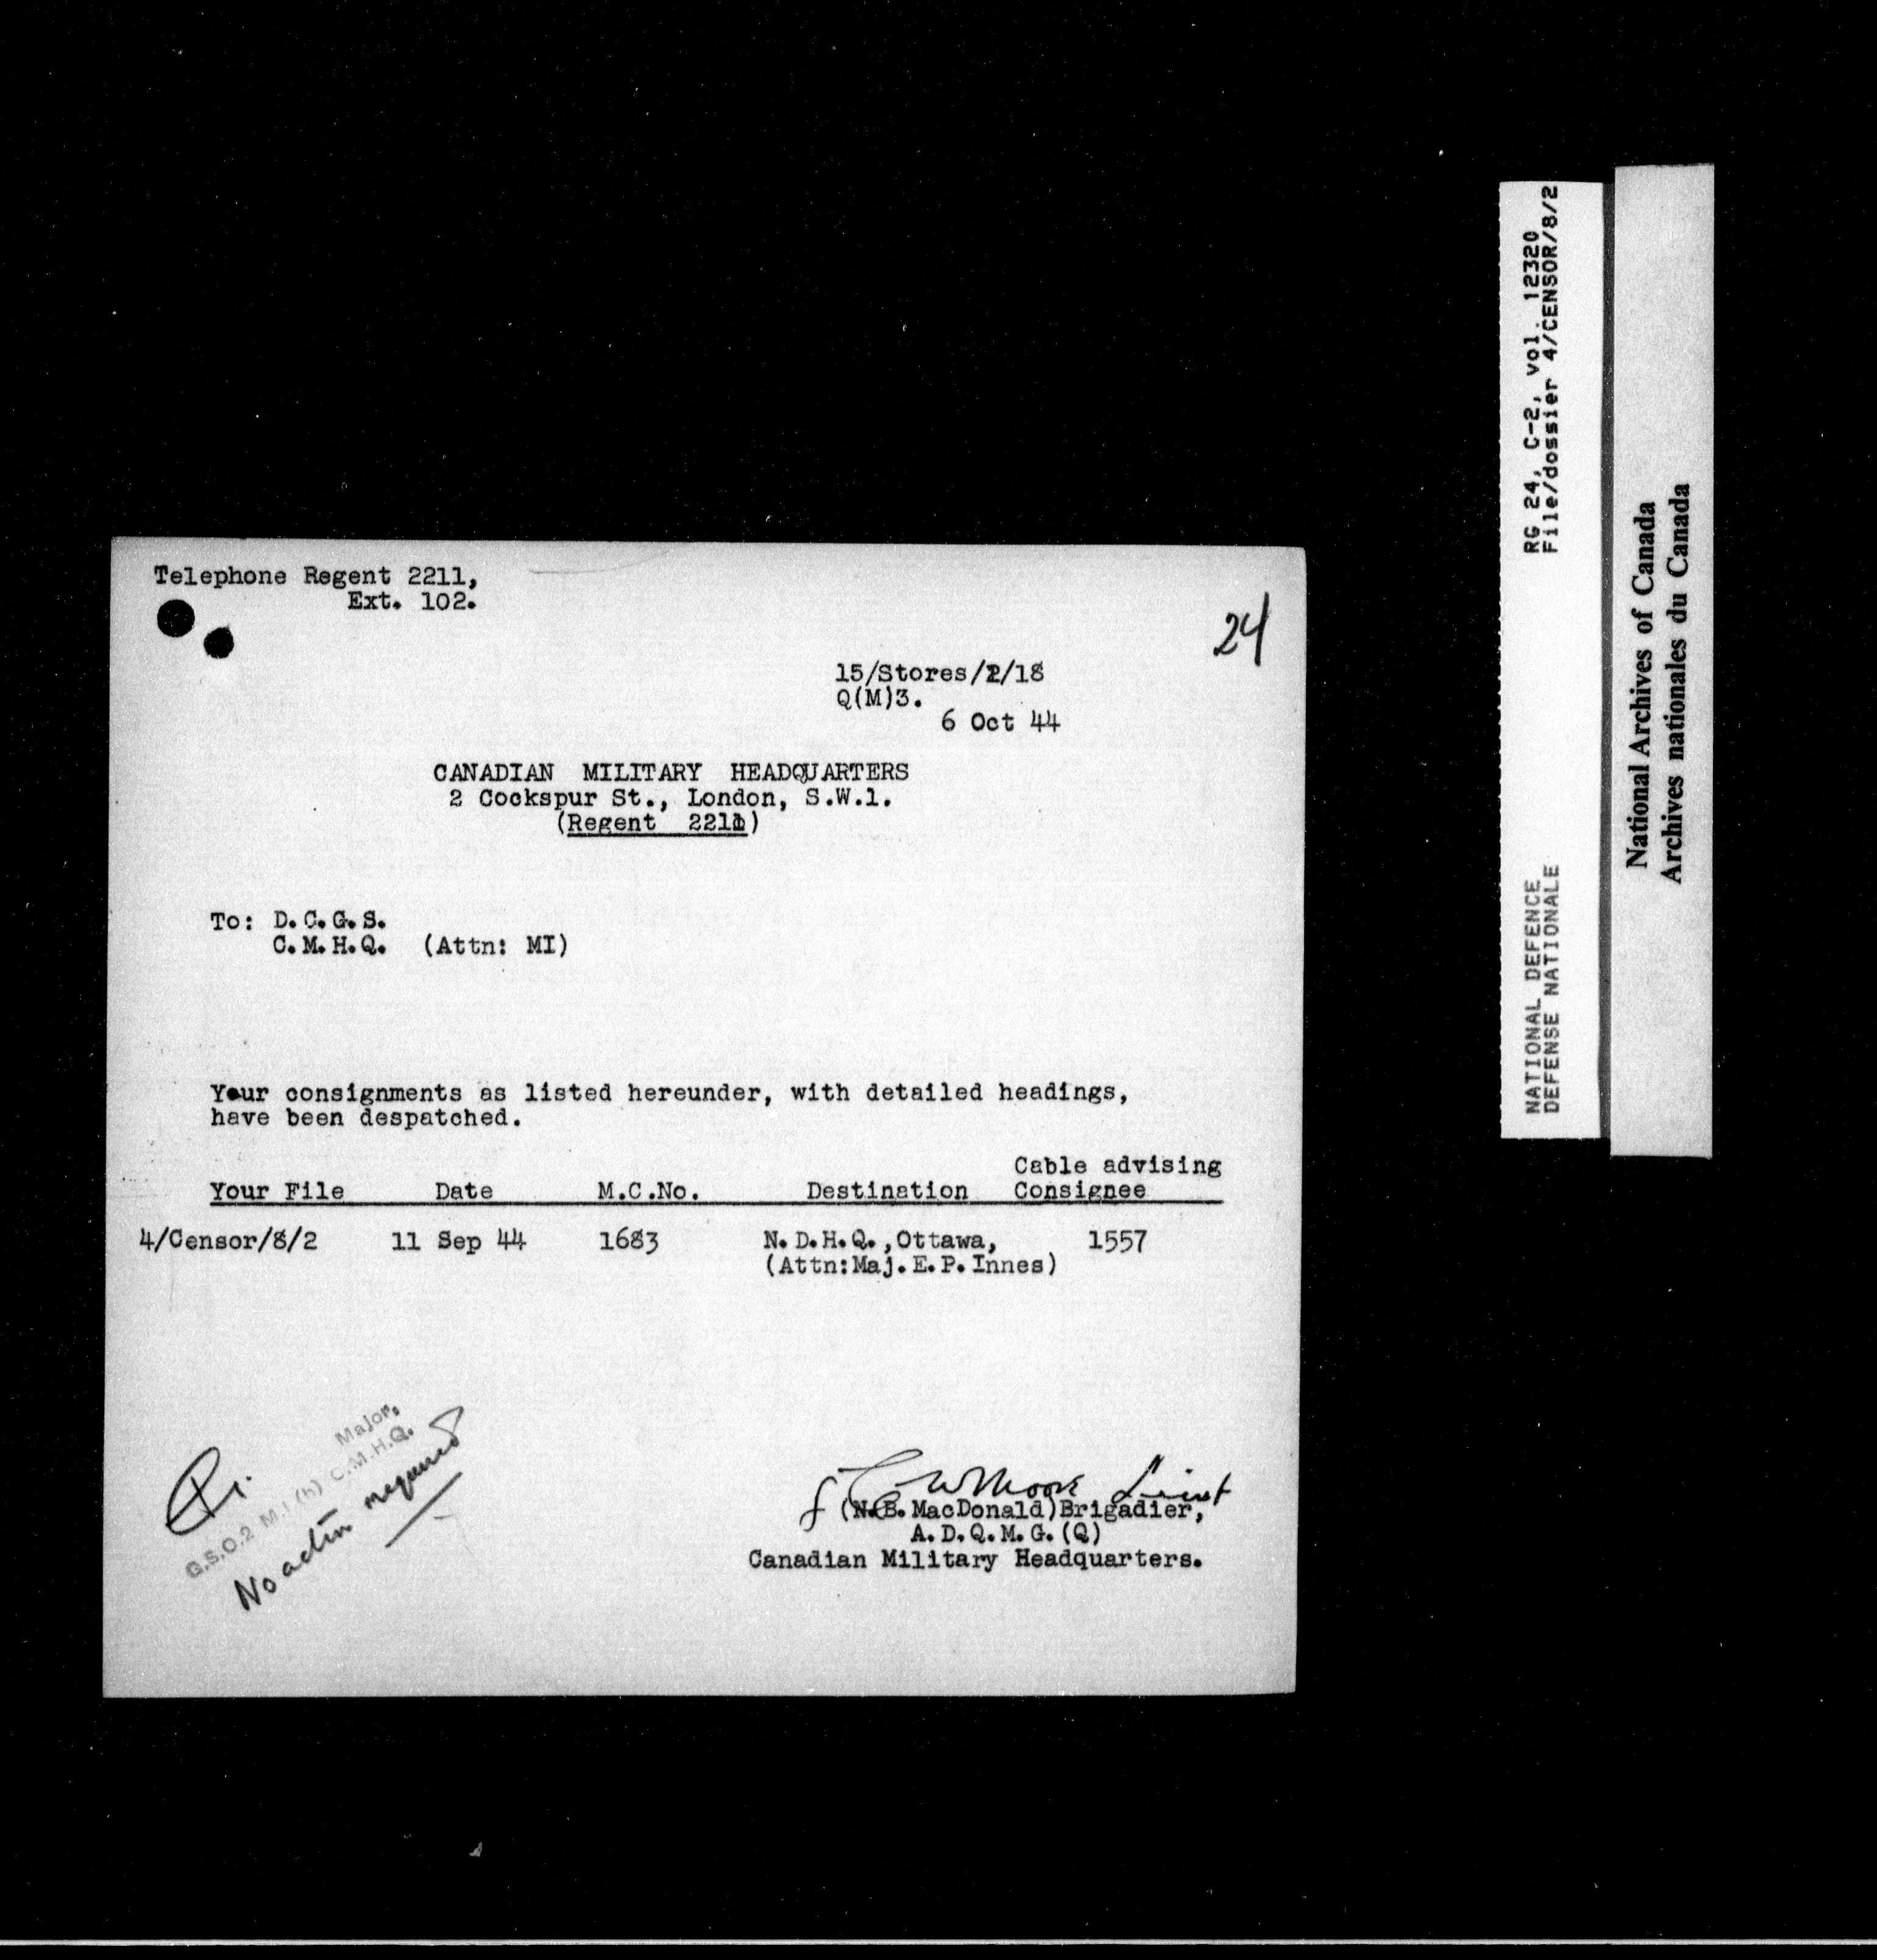 Telephone Regent 2211,
Ext. 102.
24
15/Stores/2/18
Q(M)3.
6 Oct 44
CANADIAN MILITARY HEADQUARTERS
2 Cockspur St., London, S.W.1.
(Regent 2211)
To: D.C.G.S.
C.M.H.Q. (Attn: MI)
Your consignments as listed hereunder, with detailed headings,
have been despatched.
Cable advising
Your File Date M.C.No. Destination Consignee
4/Censor/8/2 11 Sep 44 1683 N.D.H.Q.,Ottawa, 1557
(Attn:Maj.E.P.Innes)
Major,
G.S.O.2 M.I.(h) C.M.H.Q.
No action required
Moore Lieut
(N.B. MacDonald)Brigadier,
A.D.Q.M.G.(Q)
Canadian Military Headquarters.
RG 24, C-2, vol. 12320
File/dossier 4/CENSOR/8/2
NATIONAL DEFENCE
DEFENSE NATIONALE
National Archives of Canada
Archives nationales du Canada